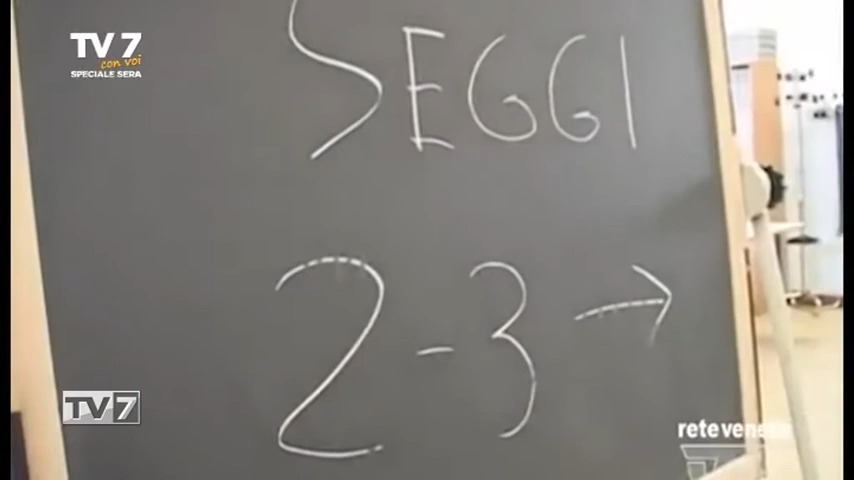 TV7
con voi
SPECIALE SERA
SEGGI
2-3 →
TV7
reteveneta